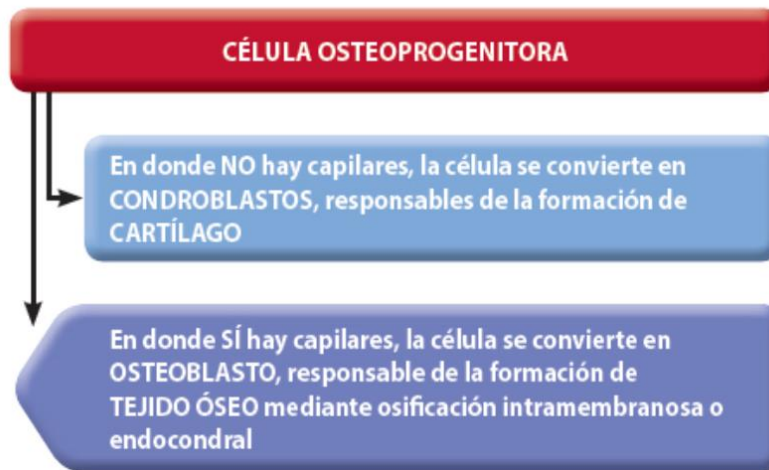 CÉLULA OSTEOPROGENITORA
En donde NO hay capilares, la célula se convierte en
CONDROBLASTOS, responsables de la formación de
CARTÍLAGO
En donde SÍ hay capilares, la célula se convierte en
OSTEOBLASTO, responsable de la formación de
TEJIDO ÓSEO mediante osificación intramembranosa o
endocondral